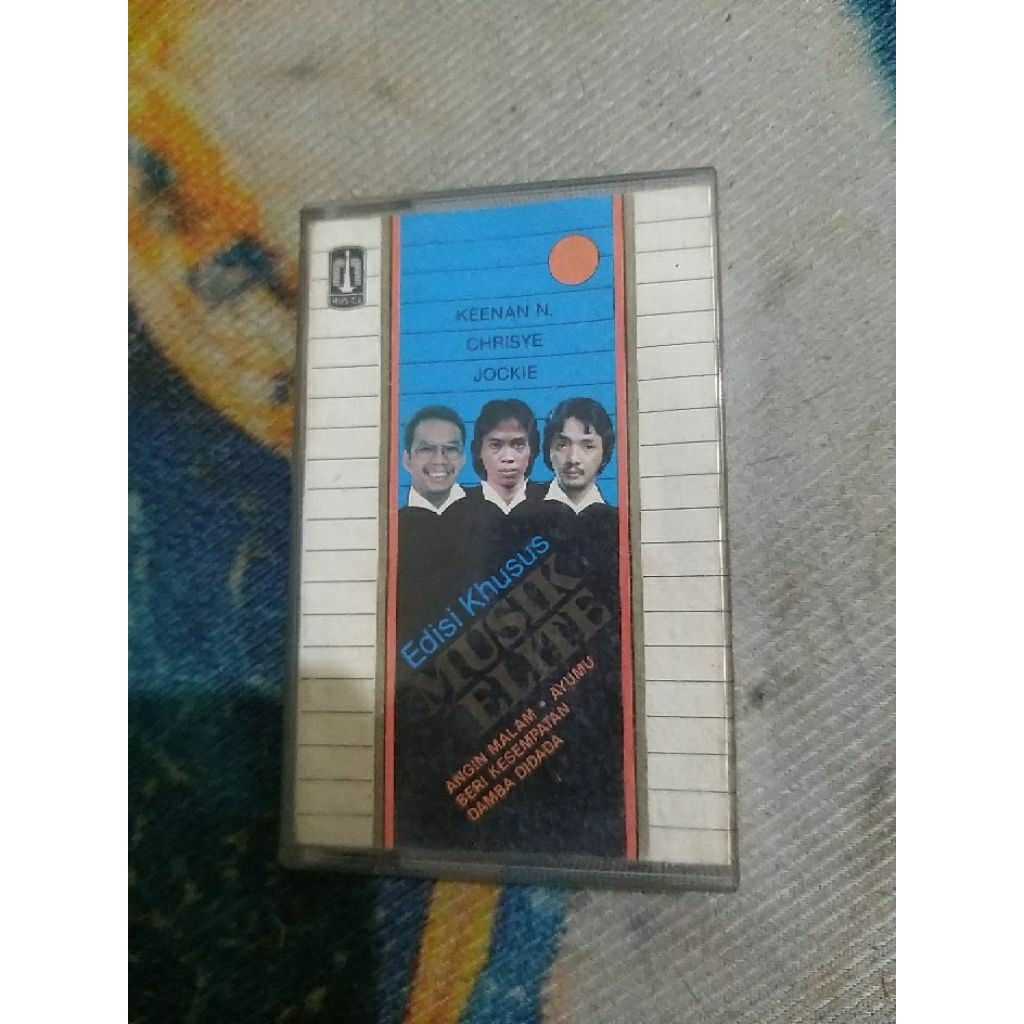 MUSICA
KEENAN N.
CHRISYE
JOCKIE
Edisi Khusus
MUSIK
ELITE
ANGIN MALAM • AYUMU
BERI KESEMPATAN
DAMBA DIDADA